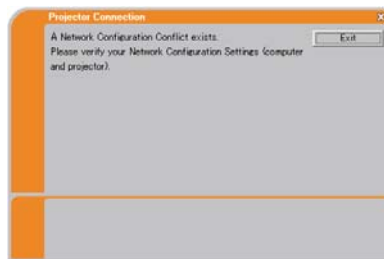 Projector Connection
X
A Network Configuration Conflict exists.
Exit
Please verify your Network Configuration Settings (computer
and projector).